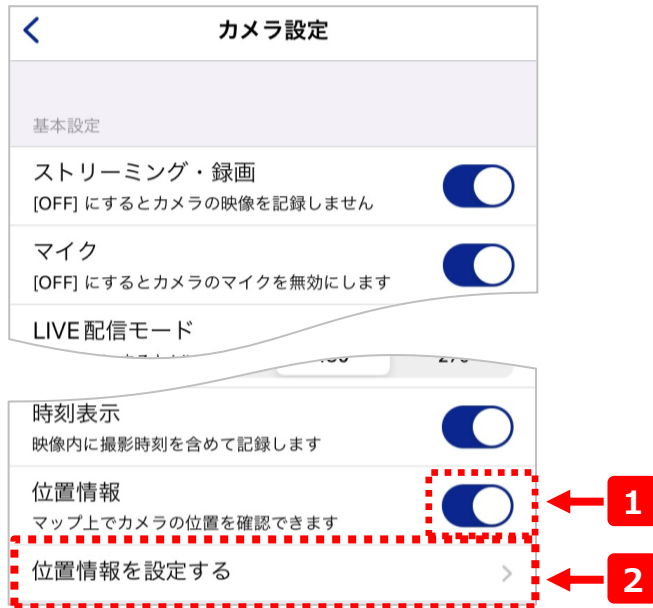 カメラ設定
基本設定
ストリーミング・録画
[OFF] にするとカメラの映像を記録しません
マイク
[OFF] にするとカメラのマイクを無効にします
LIVE配信モード
時刻表示
映像内に撮影時刻を含めて記録します
位置情報
マップ上でカメラの位置を確認できます
1
位置情報を設定する
2